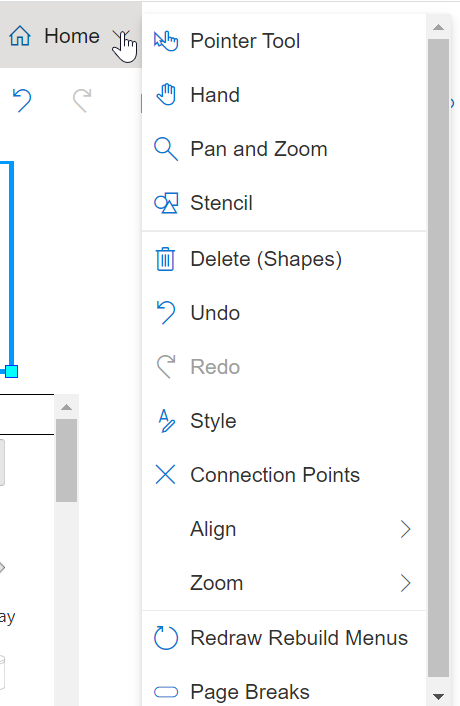 Home
Pointer Tool
Hand
Pan and Zoom
Stencil
Delete (Shapes)
Undo
Redo
Style
Connection Points
Align
Zoom
ay
Redraw Rebuild Menus
Page Breaks